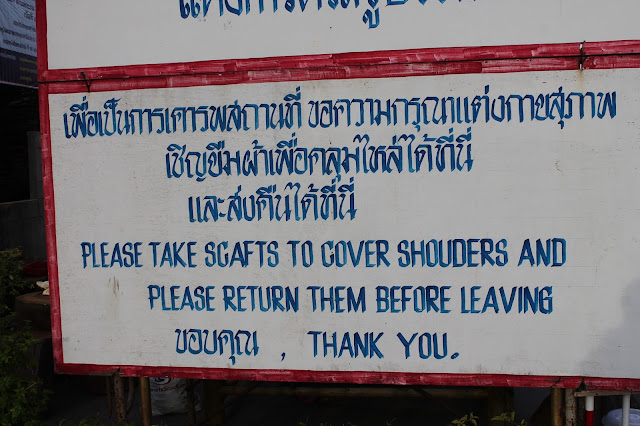 เพื่อเป็นการเคารพสถานที่ ขอความกรุณาแต่งกายสุภาพ
เชิญยืมผ้าเพื่อคลุมไหล่ได้ที่นี่
และส่งคืนได้ที่นี่
PLEASE TAKE SCAFTS TO COVER SHOUDERS AND
PLEASE RETURN THEM BEFORE LEAVING
ขอบคุณ , THANK YOU.